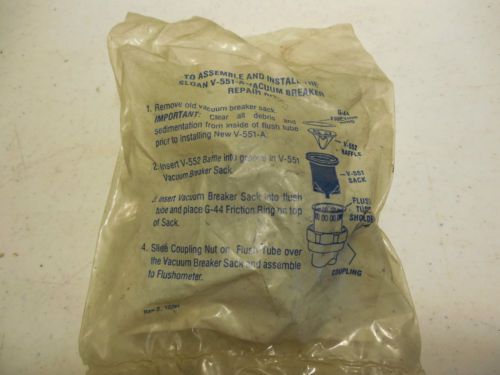 TO ASSEMBLE AND INSTALL THE
SLOAN V-551-A VACUUM BREAKER
REPAIR
1. Remove old vacuum breaker sack.
IMPORTANT: Clear all debris and
sedimentation from inside of flush tube
prior to Installing New V-551-A.
2. Insert V-552 Baffle into groove in V-551
Vacuum Breaker Sack.
3. Insert Vacuum Breaker Sack into flush
tube and place G-44 Friction Ring on top
of Sack.
4. Slide Coupling Nut on Flush Tube over
the Vacuum Breaker Sack and assemble
to Flushometer.
G-44
V-552
BAFFLE
V-551
SACK
FLUSH
TUBE
COUPLING